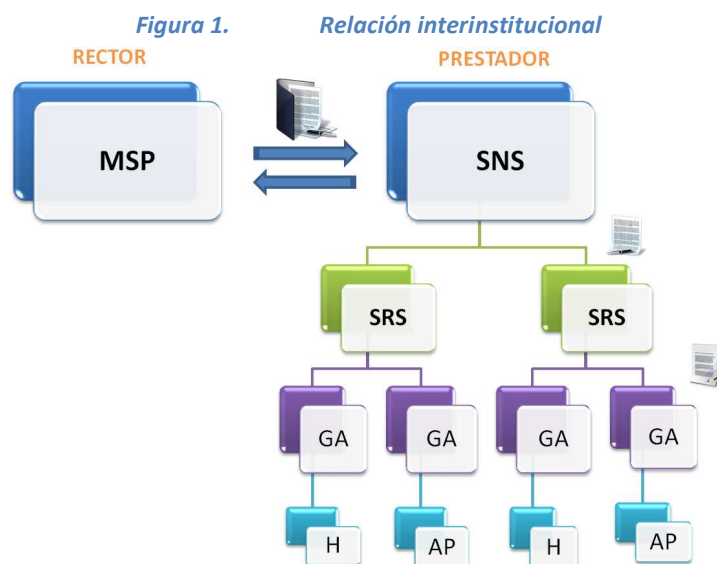 Figura 1. Relación interinstitucional
RECTOR PRESTADOR
MSP SNS
SRS SRS
GA GA GA GA
H AP H AP